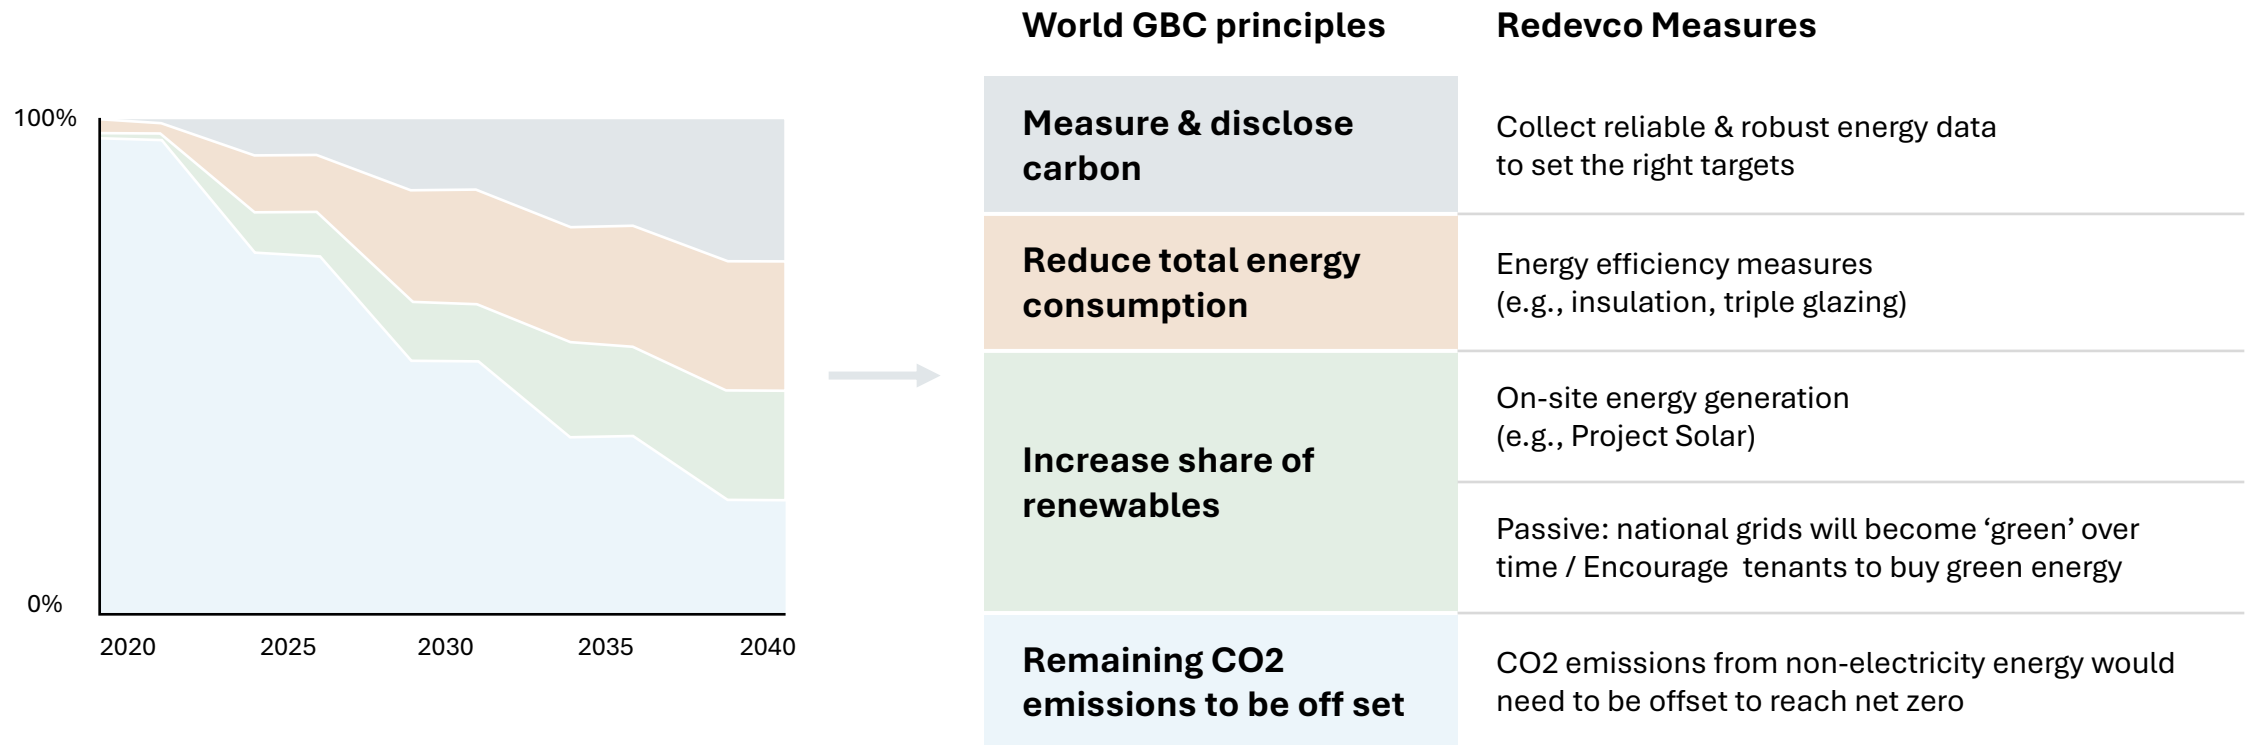 World GBC principles
Redevco Measures
100%
0%
2020
2025
2030
2035
2040
Measure & disclose
carbon
Collect reliable & robust energy data
to set the right targets
Reduce total energy
consumption
Energy efficiency measures
(e.g., insulation, triple glazing)
Increase share of
renewables
On-site energy generation
(e.g., Project Solar)
Passive: national grids will become ‘green’ over
time / Encourage  tenants to buy green energy
Remaining CO2
emissions to be off set
CO2 emissions from non-electricity energy would
need to be offset to reach net zero